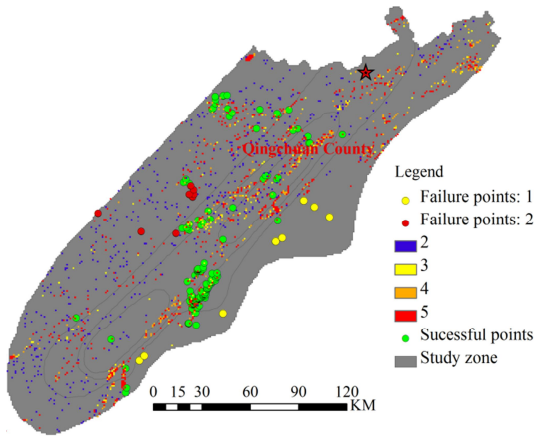 Qingchuan County
Legend
Failure points: 1
Failure points: 2
2
3
4
5
Sucessful points
Study zone
0 15 30 60 90 120
KM